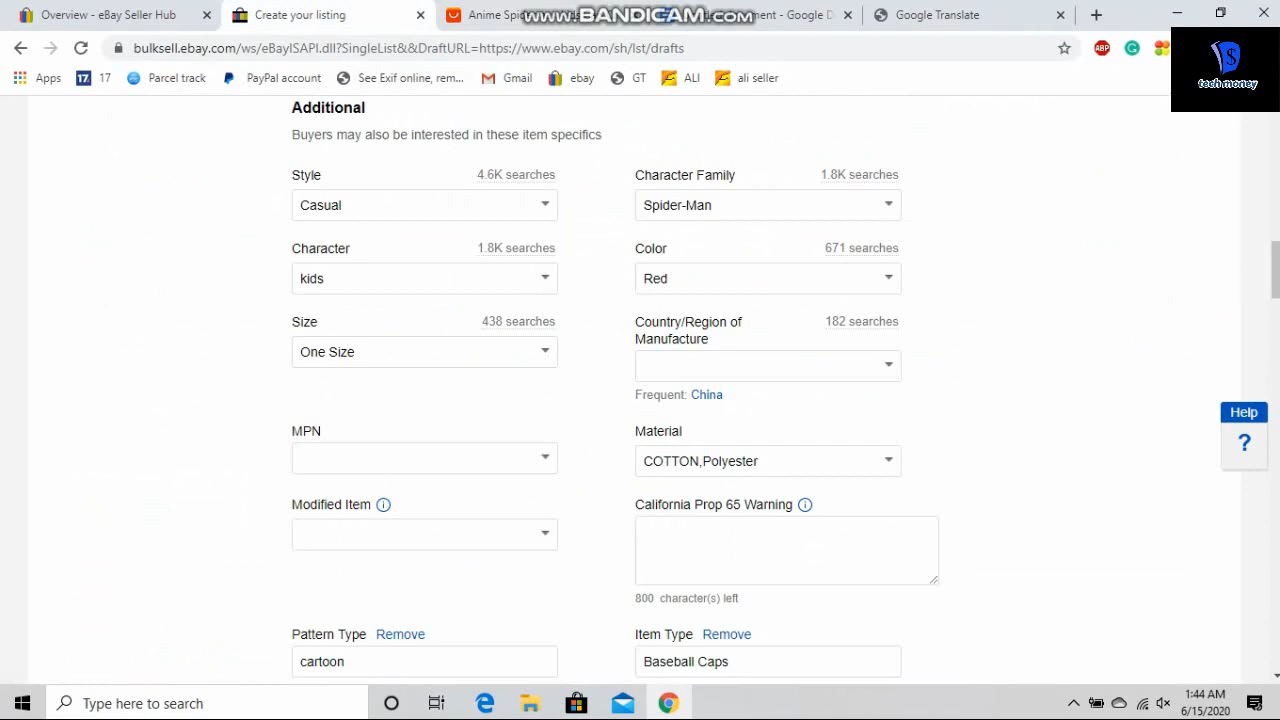 Overview - eBay Seller Hub
Create your listing
Anime Spid
ment - Google D
Google Translate
www.BANDICAM.com
bulksell.ebay.com/ws/eBayISAPI.dll?SingleList&&DraftURL=https://www.ebay.com/sh/lst/drafts
ABP
tech money
Apps
17 17
Parcel track
PayPal account
See Exif online, rem...
Gmail
ebay
GT
ALI
ali seller
Additional
Buyers may also be interested in these item specifics
Style 4.6K searches
Character Family 1.8K searches
Casual
Spider-Man
Character 1.8K searches
Color 671 searches
kids
Red
Size 438 searches
Country/Region of Manufacture 182 searches
One Size
Frequent: China
MPN
Material
COTTON,Polyester
Modified Item
California Prop 65 Warning
800 character(s) left
Pattern Type Remove
Item Type Remove
cartoon
Baseball Caps
Help
?
Type here to search
1:44 AM
6/15/2020